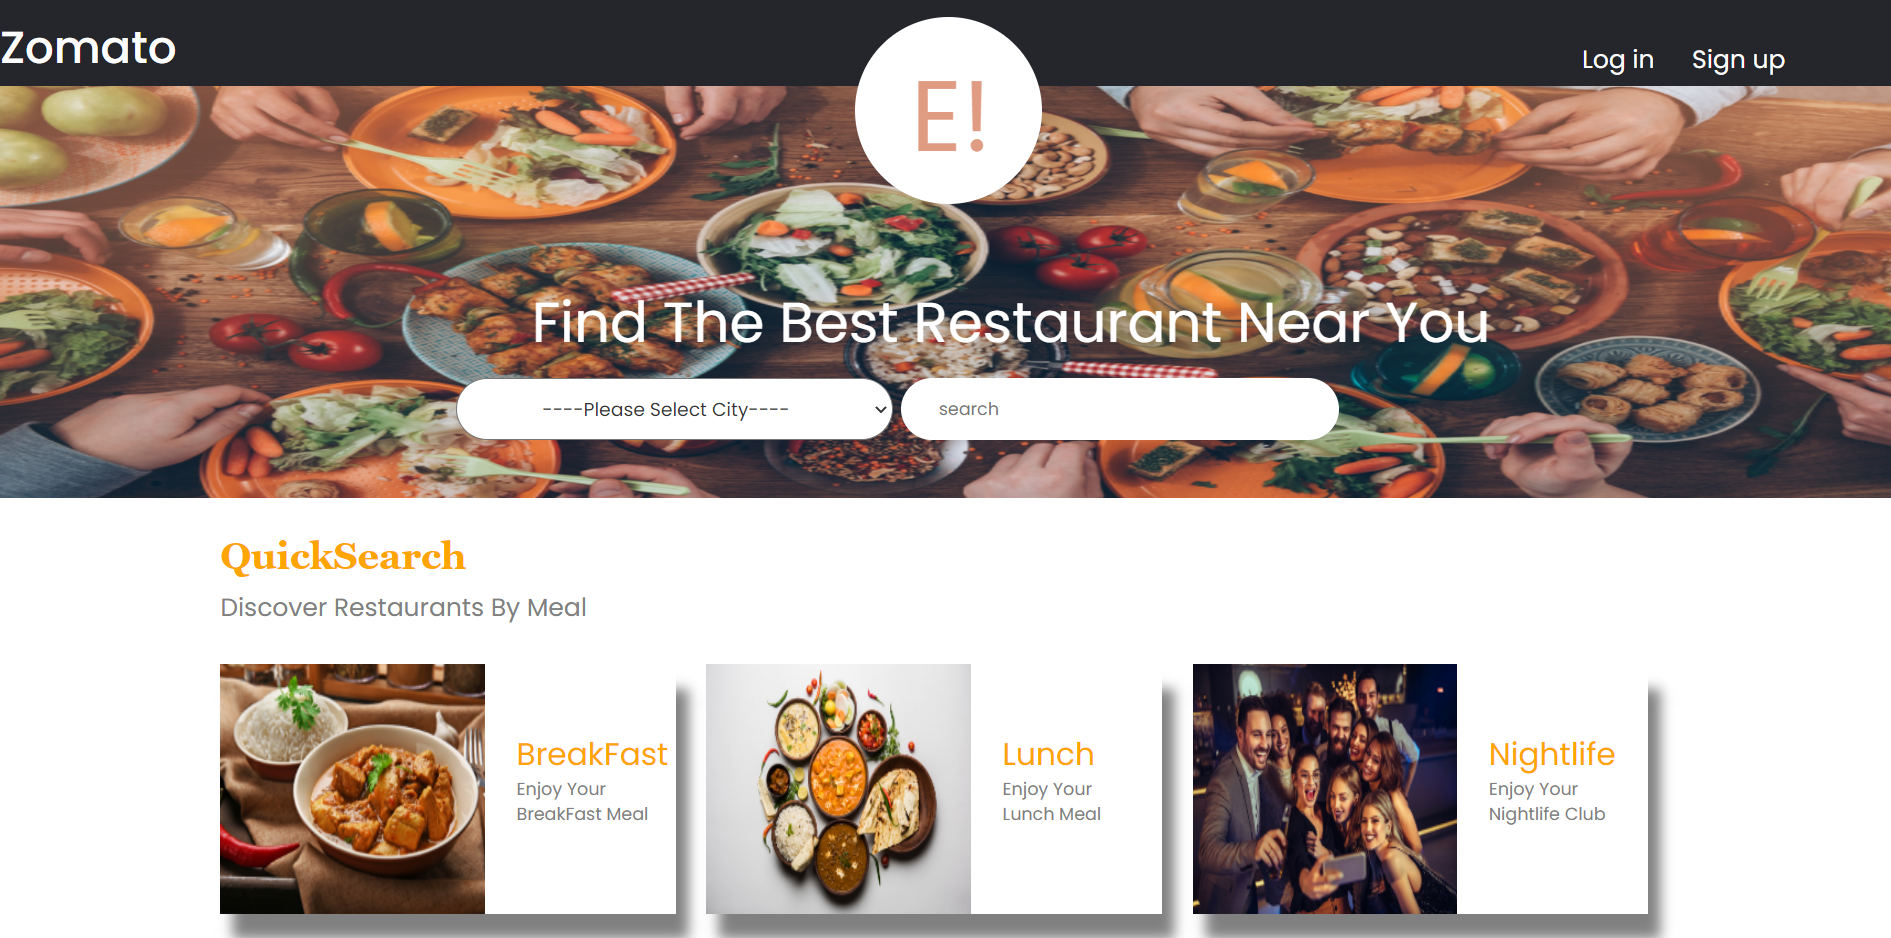 Zomato
Log in
Sign up
E!
Find The Best Restaurant Near You
----Please Select City----
search
QuickSearch
Discover Restaurants By Meal
BreakFast
Enjoy Your
BreakFast Meal
Lunch
Enjoy Your
Lunch Meal
Nightlife
Enjoy Your
Nightlife Club